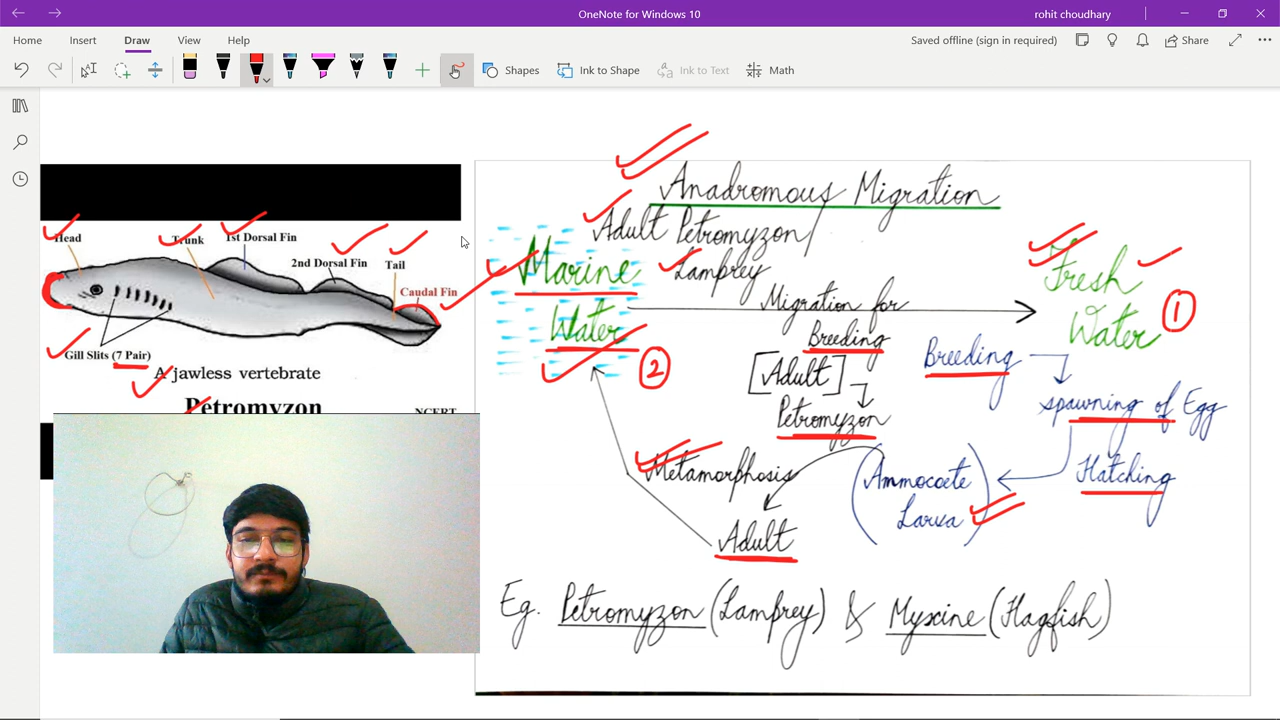 OneNote for Windows 10
rohit choudhary
Home Insert Draw View Help
Saved offline (sign in required)
Share
Shapes
Ink to Shape
Ink to Text
Math
Head
Trunk
1st Dorsal Fin
2nd Dorsal Fin
Tail
Caudal Fin
Gill Slits (7 Pair)
A jawless vertebrate
Petromyzon
NCERT
Anadromous Migration
Adult Petromyzon/
Lamprey
Marine
Water
2
Migration for
Breeding
[Adult]
Petromyzon
Fresh
Water
1
Breeding
spawning of Egg
Hatching
(Ammocoete
Larva)
Metamorphosis
Adult
Eg. Petromyzon (Lamprey) & Myxine (Hagfish)